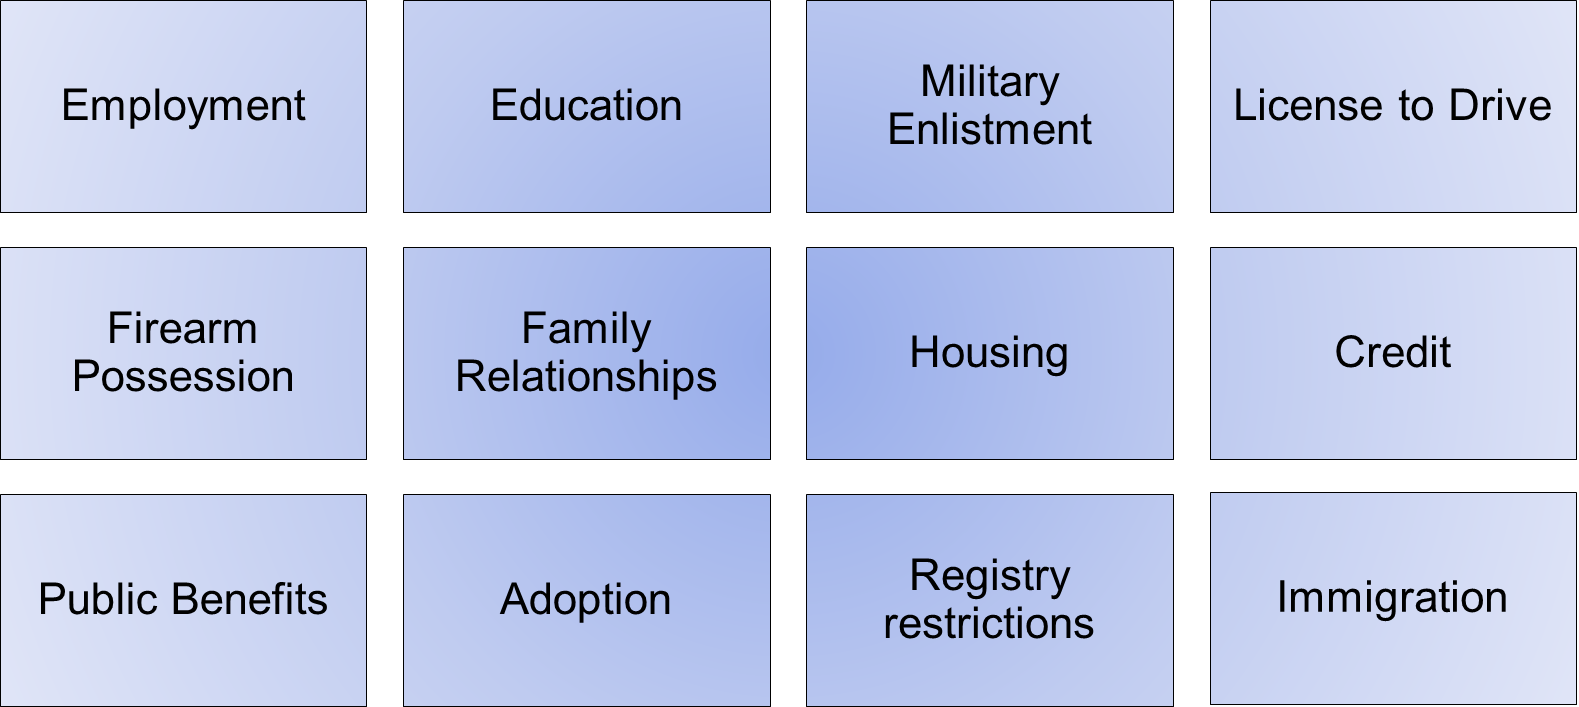 Employment
Education
Military
Enlistment
License to Drive
Firearm
Possession
Family
Relationships
Housing
Credit
Public Benefits
Adoption
Registry
restrictions
Immigration